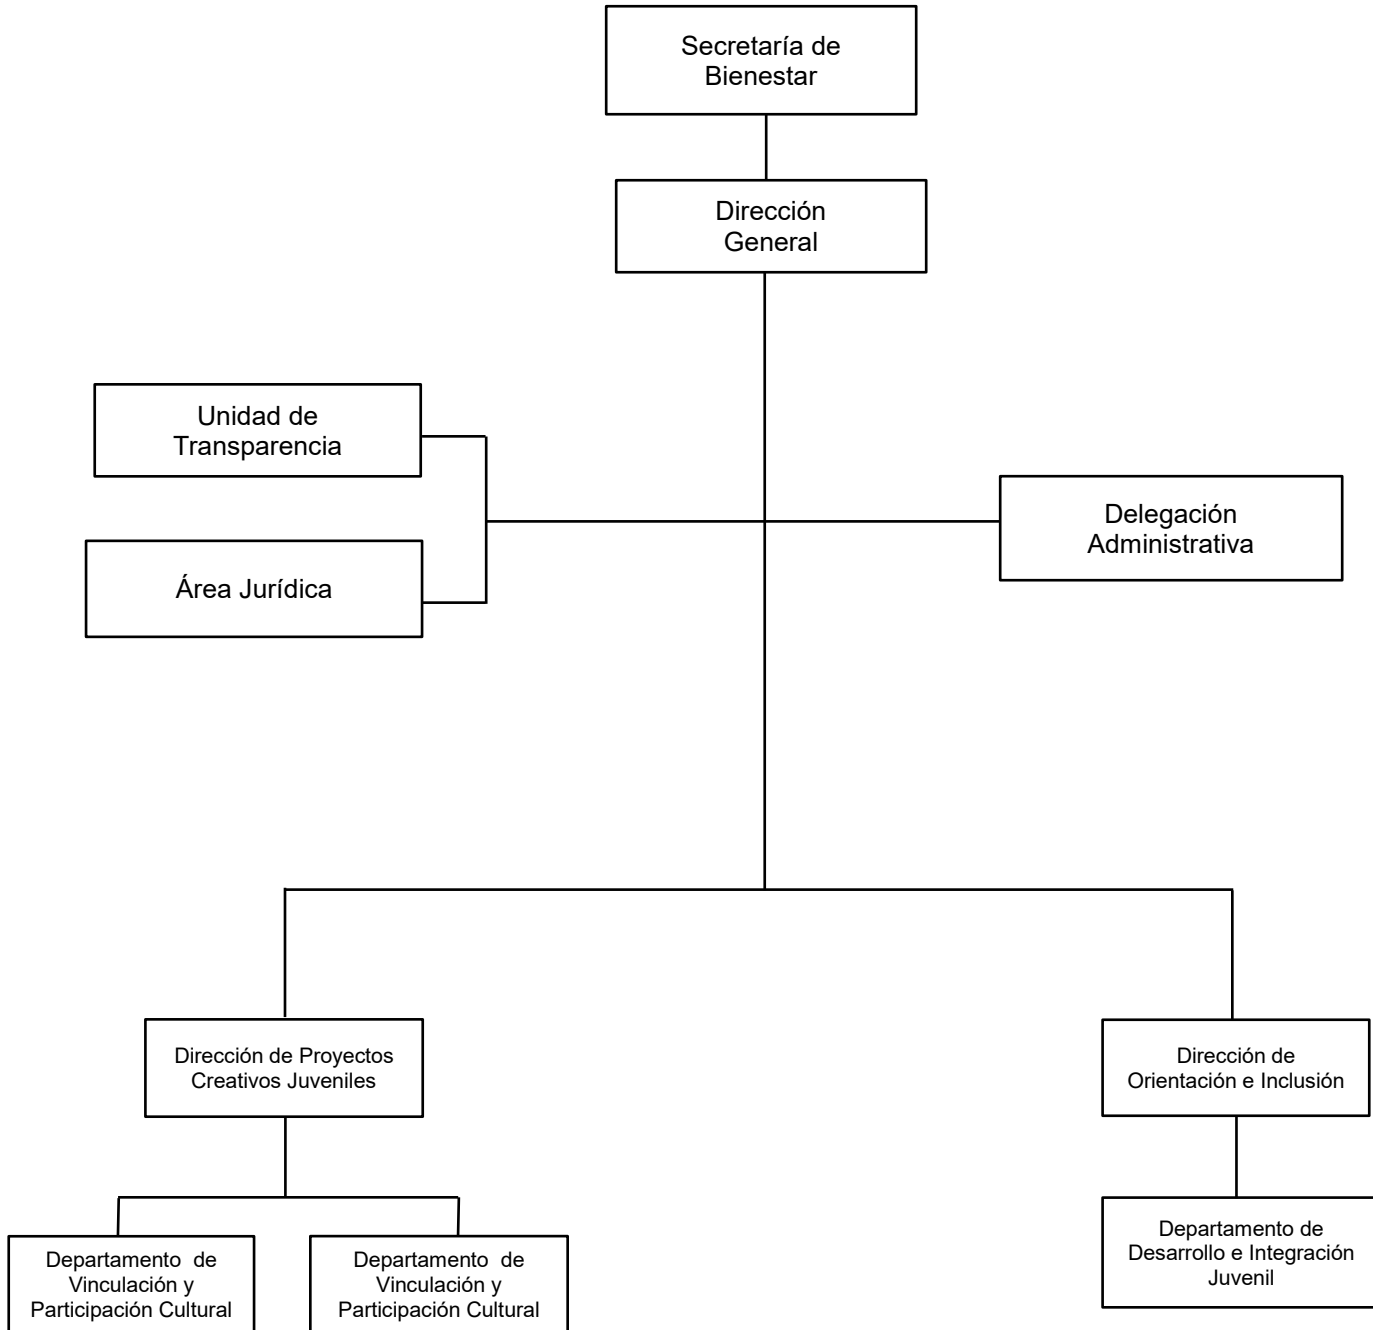 Secretaría de
Bienestar
Dirección
General
Unidad de
Transparencia
Delegación
Administrativa
Área Jurídica
Dirección de Proyectos
Creativos Juveniles
Dirección de
Orientación e Inclusión
Departamento de
Vinculación y
Participación Cultural
Departamento de
Vinculación y
Participación Cultural
Departamento de
Desarrollo e Integración
Juvenil